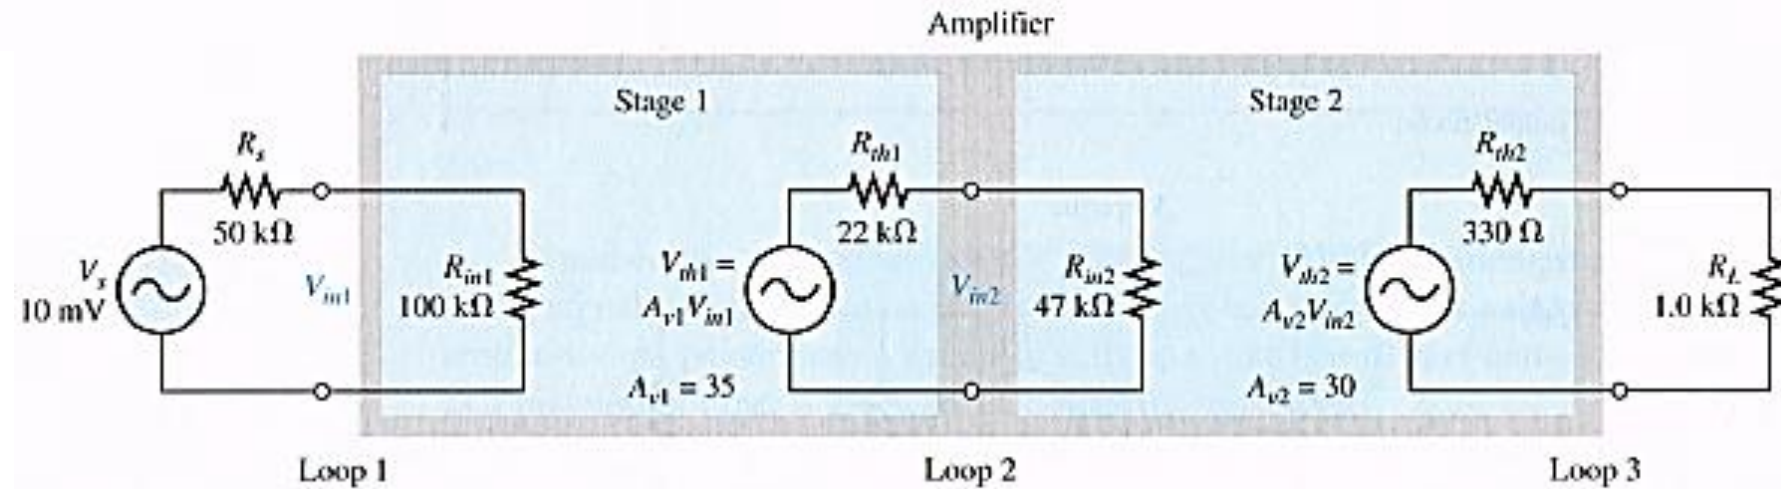 Amplifier
Stage 1
Stage 2
R_s
50 kΩ
V_s
10 mV
V_in1
R_in1
100 kΩ
V_th1 =
A_v1V_in1
A_v1 = 35
R_th1
22 kΩ
V_in2
R_in2
47 kΩ
V_th2 =
A_v2V_in2
A_v2 = 30
R_th2
330 Ω
R_L
1.0 kΩ
Loop 1
Loop 2
Loop 3